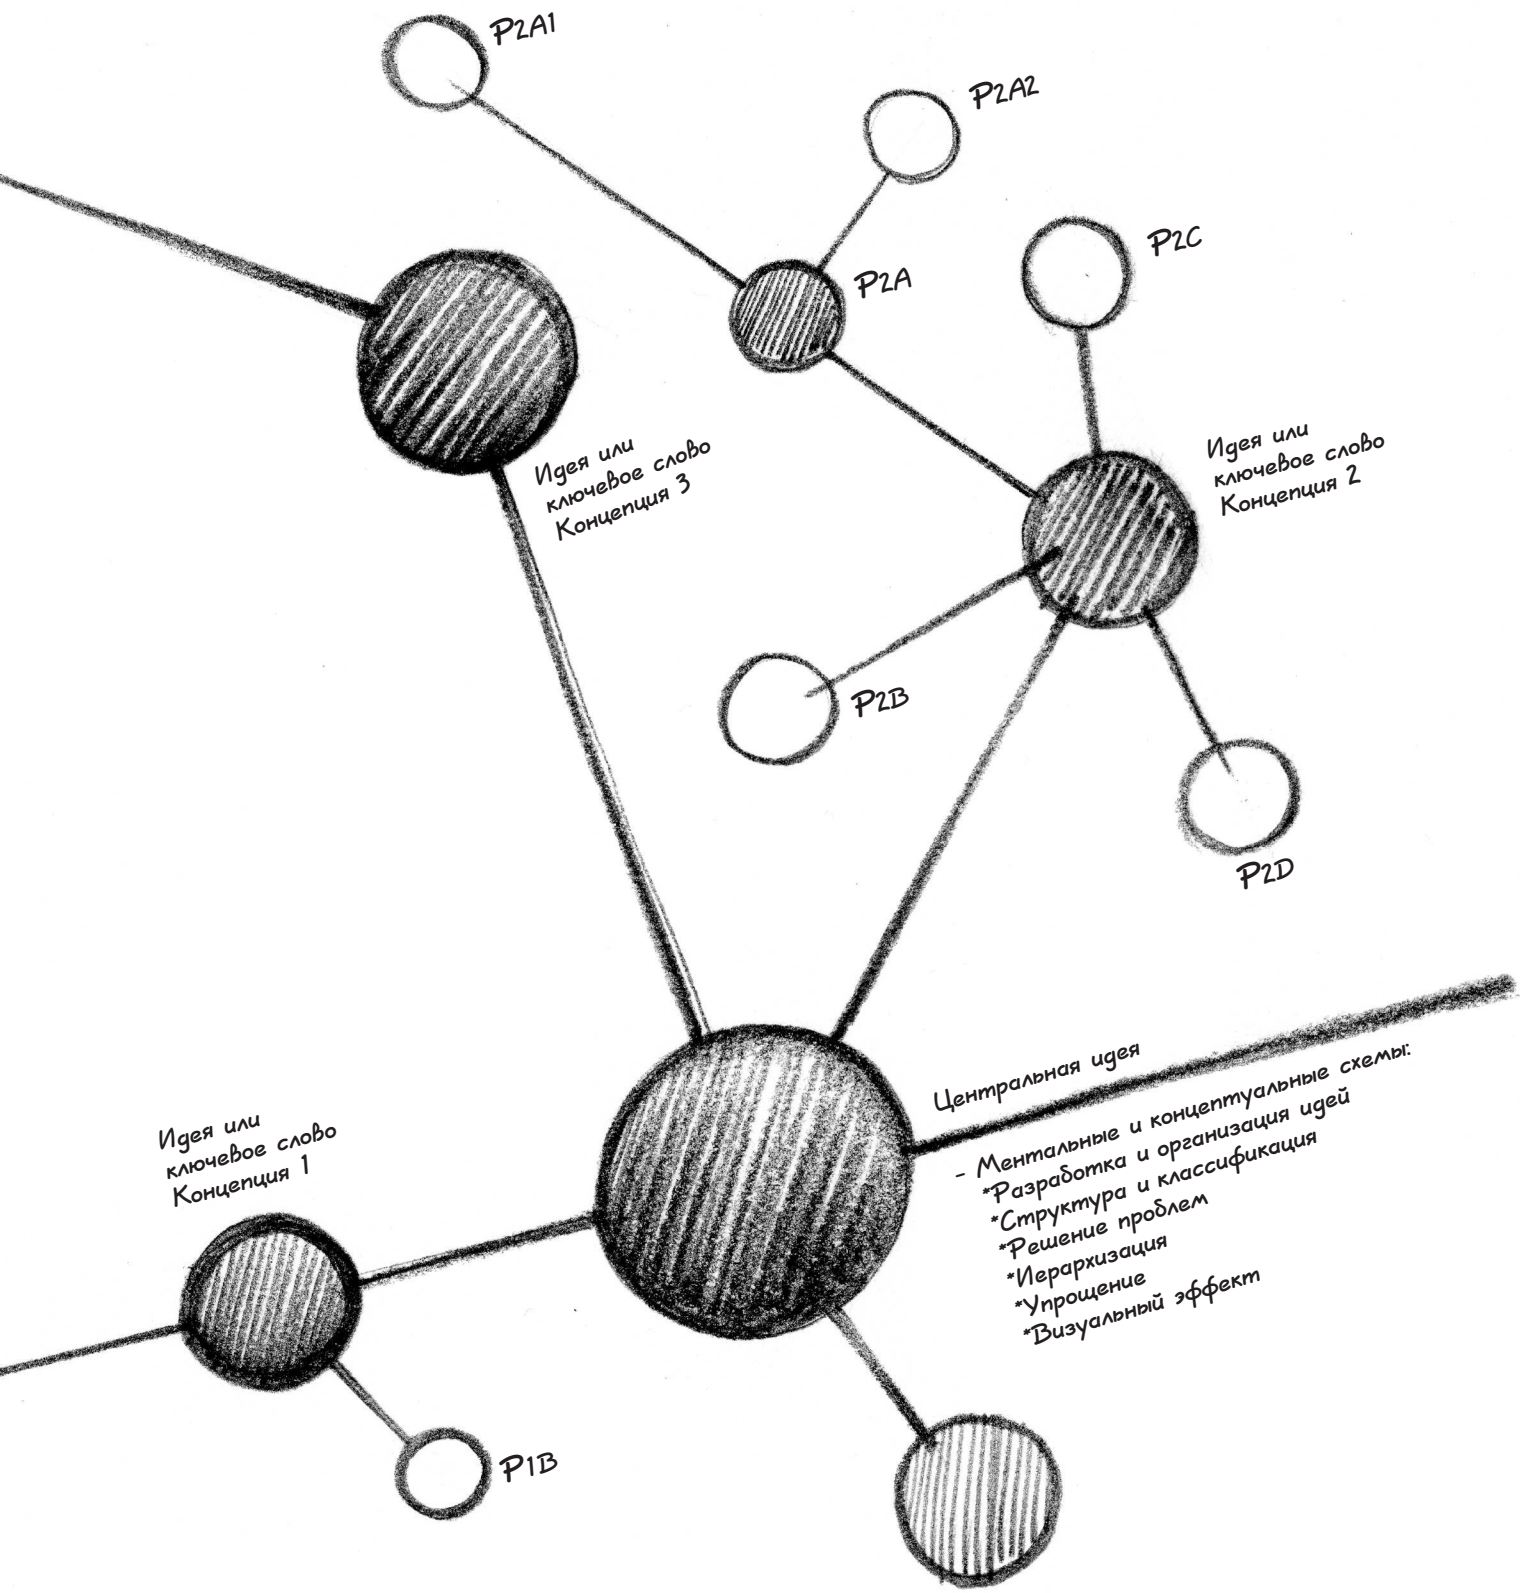 P2A1
P2A2
P2C
P2A
Идея или
ключевое слово
Концепция 3
Идея или
ключевое слово
Концепция 2
P2B
P2D
Центральная идея
- Ментальные и концептуальные схемы:
*Разработка и организация идей
*Структура и классификация
*Решение проблем
*Иерархизация
*Упрощение
*Визуальный эффект
Идея или
ключевое слово
Концепция 1
P1B